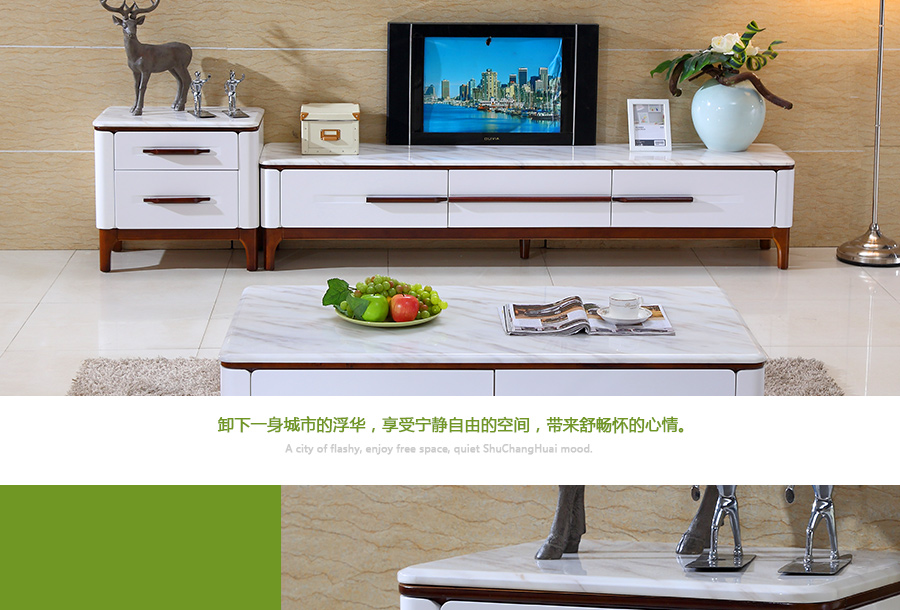 卸下一身城市的浮华，享受宁静自由的空间，带来舒畅怀的心情。
A city of flashy, enjoy free space, quiet ShuChangHuai mood.